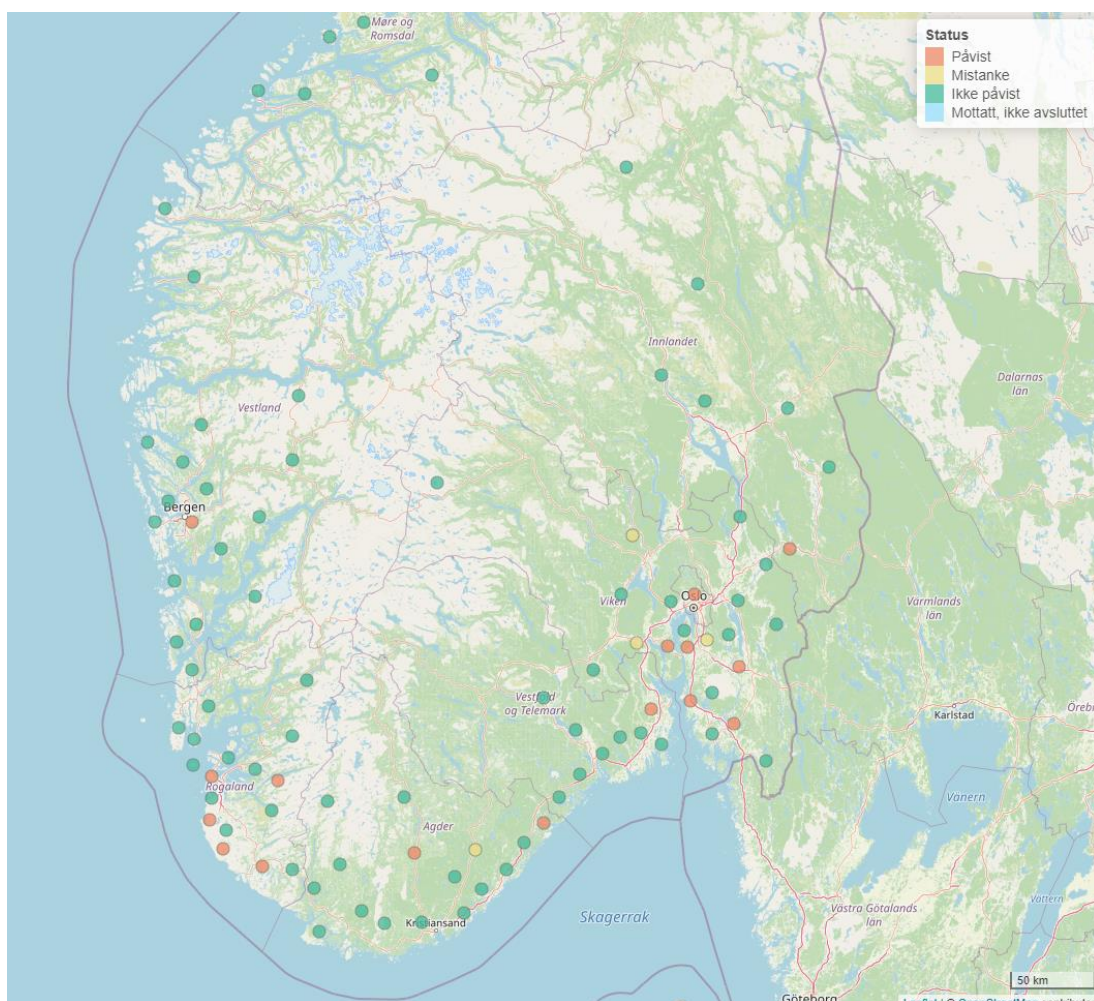 Møre og
Romsdal
Status
Påvist
Mistanke
Ikke påvist
Mottatt, ikke avsluttet
Innlandet
Dalarnas
län
Vestland
Bergen
Viken
Oslo
Värmlands
län
Vestfold
og Telemark
Karlstad
Örebro
Rogaland
Vänern
Agder
Kristiansand
Skagerrak
Västra Götalands
län
Vättern
50 km
Göteborg